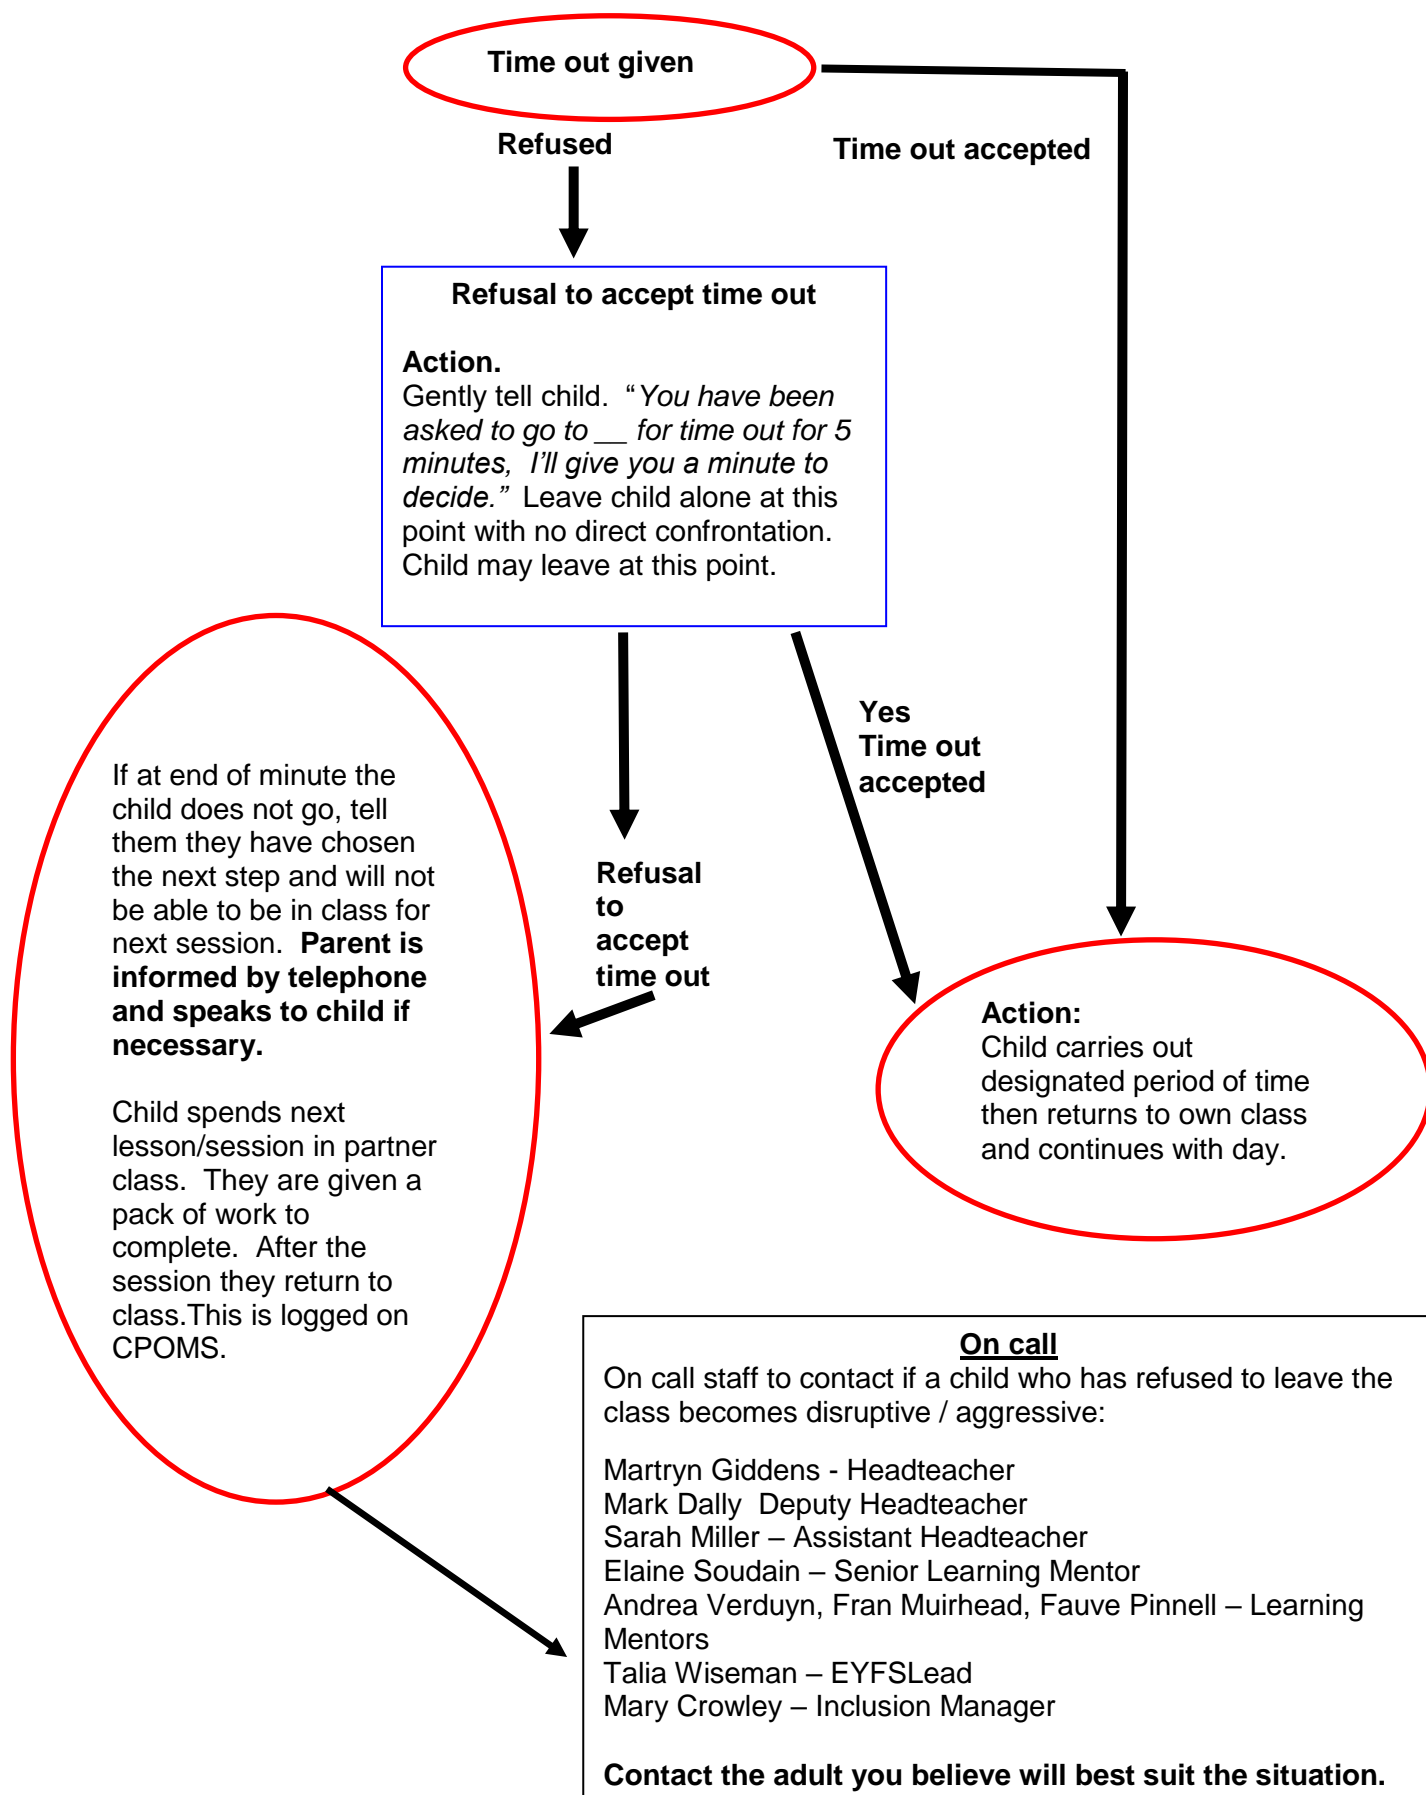 Time out given
Refused
Time out accepted
Refusal to accept time out
Action.
Gently tell child.  “You have been
asked to go to __ for time out for 5
minutes,  I’ll give you a minute to
decide.”  Leave child alone at this
point with no direct confrontation.
Child may leave at this point.
Yes
Time out
accepted
Refusal
to
accept
time out
If at end of minute the
child does not go, tell
them they have chosen
the next step and will not
be able to be in class for
next session.  Parent is
informed by telephone
and speaks to child if
necessary.
Child spends next
lesson/session in partner
class.  They are given a
pack of work to
complete.  After the
session they return to
class.This is logged on
CPOMS.
Action:
Child carries out
designated period of time
then returns to own class
and continues with day.
On call
On call staff to contact if a child who has refused to leave the
class becomes disruptive / aggressive:
Martryn Giddens - Headteacher
Mark Dally  Deputy Headteacher
Sarah Miller – Assistant Headteacher
Elaine Soudain – Senior Learning Mentor
Andrea Verduyn, Fran Muirhead, Fauve Pinnell – Learning
Mentors
Talia Wiseman – EYFSLead
Mary Crowley – Inclusion Manager
Contact the adult you believe will best suit the situation.